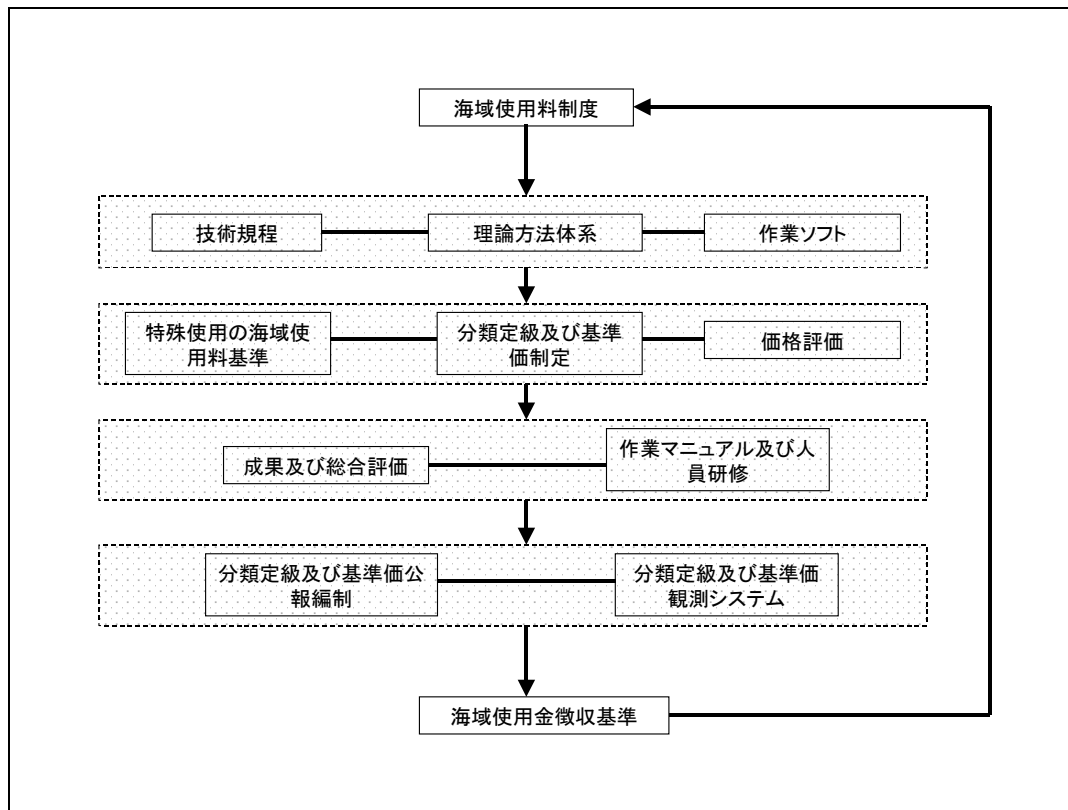 海域使用料制度
技術規程
理論方法体系
作業ソフト
特殊使用の海域使
用料基準
分類定級及び基準
価制定
価格評価
成果及び総合評価
作業マニュアル及び人
員研修
分類定級及び基準価公
報編制
分類定級及び基準価
観測システム
海域使用金徴収基準